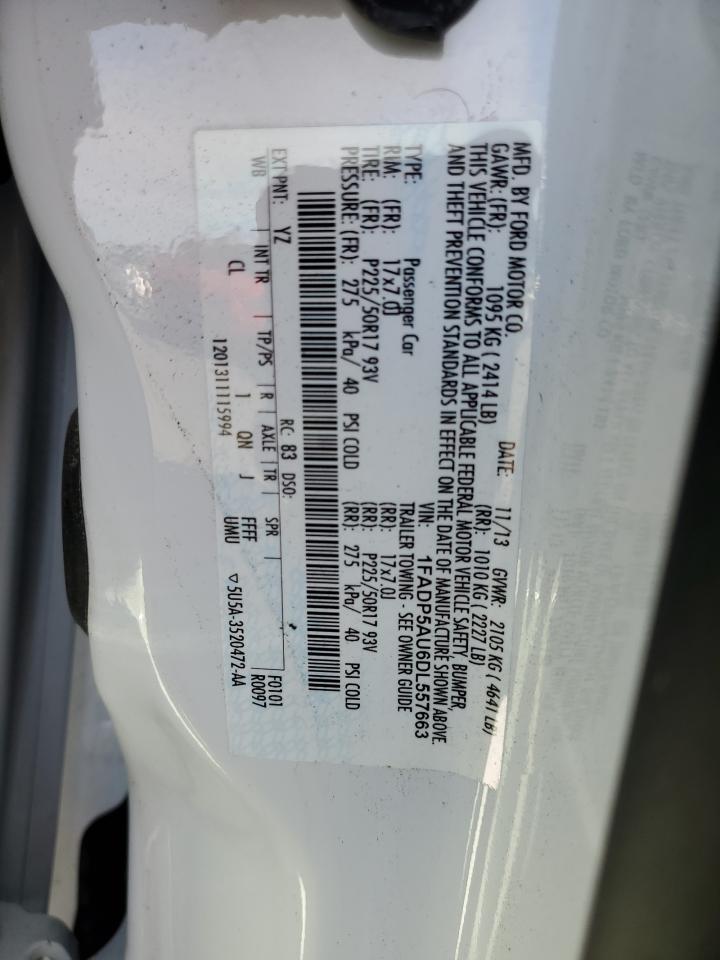 MFD. BY FORD MOTOR CO.
DATE: 11/13 GVWR: 2105 KG ( 4641 LB)
GAWR: (FR): 1095 KG ( 2414 LB) (RR): 1010 KG ( 2227 LB)
THIS VEHICLE CONFORMS TO ALL APPLICABLE FEDERAL MOTOR VEHICLE SAFETY, BUMPER,
AND THEFT PREVENTION STANDARDS IN EFFECT ON THE DATE OF MANUFACTURE SHOWN ABOVE.
VIN: 1FADP5AU6DL557663
TYPE: Passenger Car TRAILER TOWING - SEE OWNER GUIDE
RIM: (FR): 17x7.0J (RR): 17x7.0J
TIRE: (FR): P225/50R17 93V (RR): P225/50R17 93V
PRESSURE: (FR): 275 kPa/ 40 PSI COLD (RR): 275 kPa/ 40 PSI COLD
EXT PNT: YZ RC: 83 DSO: F0101
WB | INT TR | TP/PS | R | AXLE | TR | SPR | R0097
CL 1 QN J FFFF
UMU
1201311115994 ▽5U5A-3520472-AA